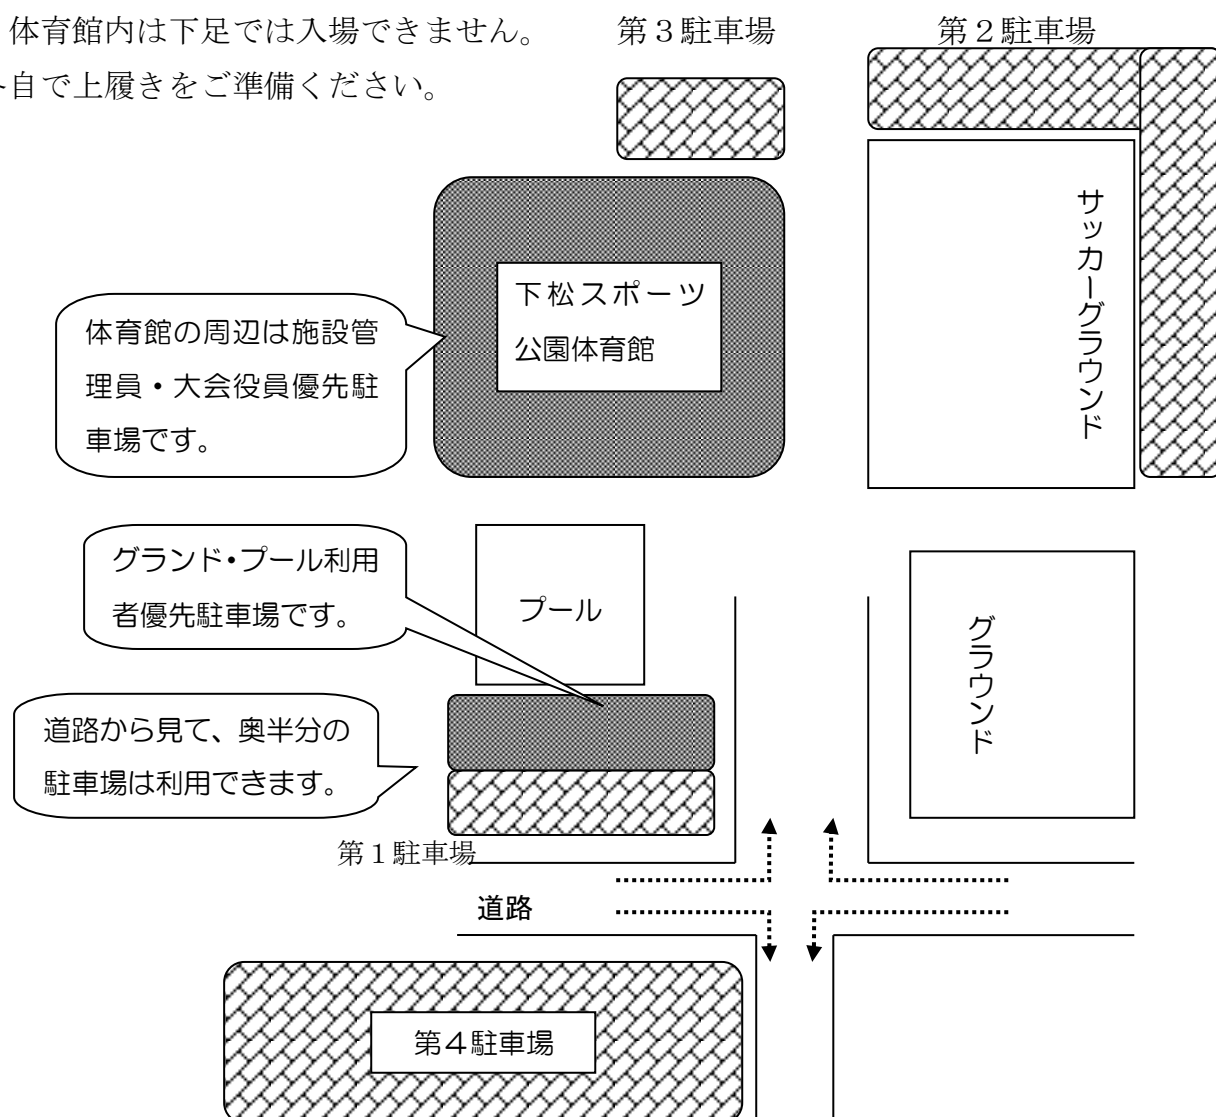 体育館内は下足では入場できません。
各自で上履きをご準備ください。
第３駐車場
第２駐車場
サッカーグラウンド
下松スポーツ
公園体育館
体育館の周辺は施設管
理員・大会役員優先駐
車場です。
グランド・プール利用
者優先駐車場です。
プール
グラウンド
道路から見て、奥半分の
駐車場は利用できます。
第１駐車場
道路
第４駐車場